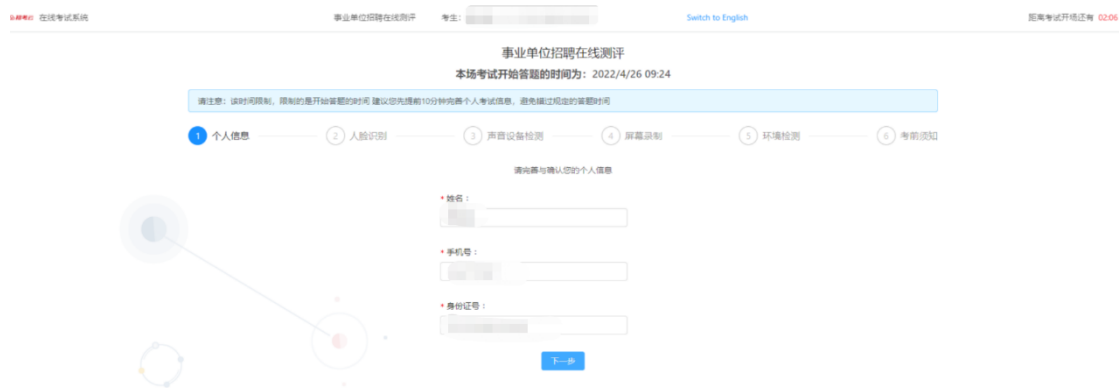 在线考试系统 事业单位招聘在线测评 考生： Switch to English 距离考试开场还有 02:06
事业单位招聘在线测评
本场考试开始答题的时间为：2022/4/26 09:24
请注意：该时间限制，限制的是开始答题的时间 建议您先提前10分钟完善个人考试信息，避免超过规定的答题时间
1 个人信息 2 人脸识别 3 声音设备检测 4 屏幕录制 5 环境检测 6 考前须知
请完善与确认您的个人信息
* 姓名：
* 手机号：
* 身份证号：
下一步